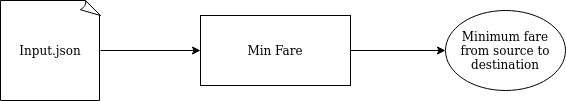 Input.json
Min Fare
Minimum fare
from source to
destination